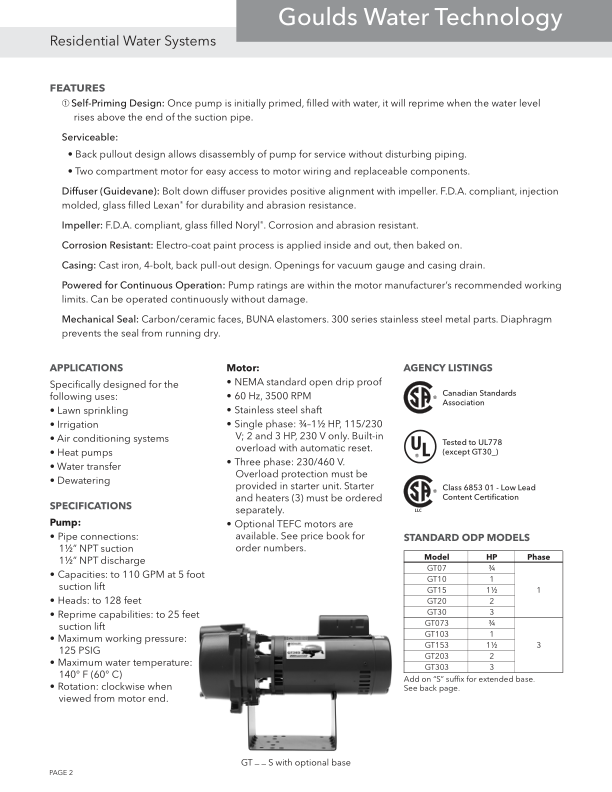 Goulds Water Technology
Residential Water Systems
FEATURES
① Self-Priming Design: Once pump is initially primed, filled with water, it will reprime when the water level
rises above the end of the suction pipe.
Serviceable:
• Back pullout design allows disassembly of pump for service without disturbing piping.
• Two compartment motor for easy access to motor wiring and replaceable components.
Diffuser (Guidevane): Bolt down diffuser provides positive alignment with impeller. F.D.A. compliant, injection
molded, glass filled Lexan® for durability and abrasion resistance.
Impeller: F.D.A. compliant, glass filled Noryl®. Corrosion and abrasion resistant.
Corrosion Resistant: Electro-coat paint process is applied inside and out, then baked on.
Casing: Cast iron, 4-bolt, back pull-out design. Openings for vacuum gauge and casing drain.
Powered for Continuous Operation: Pump ratings are within the motor manufacturer's recommended working
limits. Can be operated continuously without damage.
Mechanical Seal: Carbon/ceramic faces, BUNA elastomers. 300 series stainless steel metal parts. Diaphragm
prevents the seal from running dry.
APPLICATIONS
Specifically designed for the
following uses:
• Lawn sprinkling
• Irrigation
• Air conditioning systems
• Heat pumps
• Water transfer
• Dewatering
SPECIFICATIONS
Pump:
• Pipe connections:
1½" NPT suction
1½" NPT discharge
• Capacities: to 110 GPM at 5 foot
suction lift
• Heads: to 128 feet
• Reprime capabilities: to 25 feet
suction lift
• Maximum working pressure:
125 PSIG
• Maximum water temperature:
140º F (60º C)
• Rotation: clockwise when
viewed from motor end.
Motor:
• NEMA standard open drip proof
• 60 Hz, 3500 RPM
• Stainless steel shaft
• Single phase: ¾–1½ HP, 115/230
V; 2 and 3 HP, 230 V only. Built-in
overload with automatic reset.
• Three phase: 230/460 V.
Overload protection must be
provided in starter unit. Starter
and heaters (3) must be ordered
separately.
• Optional TEFC motors are
available. See price book for
order numbers.
GT _ _ S with optional base
AGENCY LISTINGS
SA ®
Canadian Standards
Association
UL ®
Tested to UL778
(except GT30_)
SA ®
LLC
Class 6853 01 - Low Lead
Content Certification
STANDARD ODP MODELS
Model HP Phase
GT07 ¾
GT10 1
GT15 1½ 1
GT20 2
GT30 3
GT073 ¾
GT103 1
GT153 1½ 3
GT203 2
GT303 3
Add on "S" suffix for extended base.
See back page.
PAGE 2